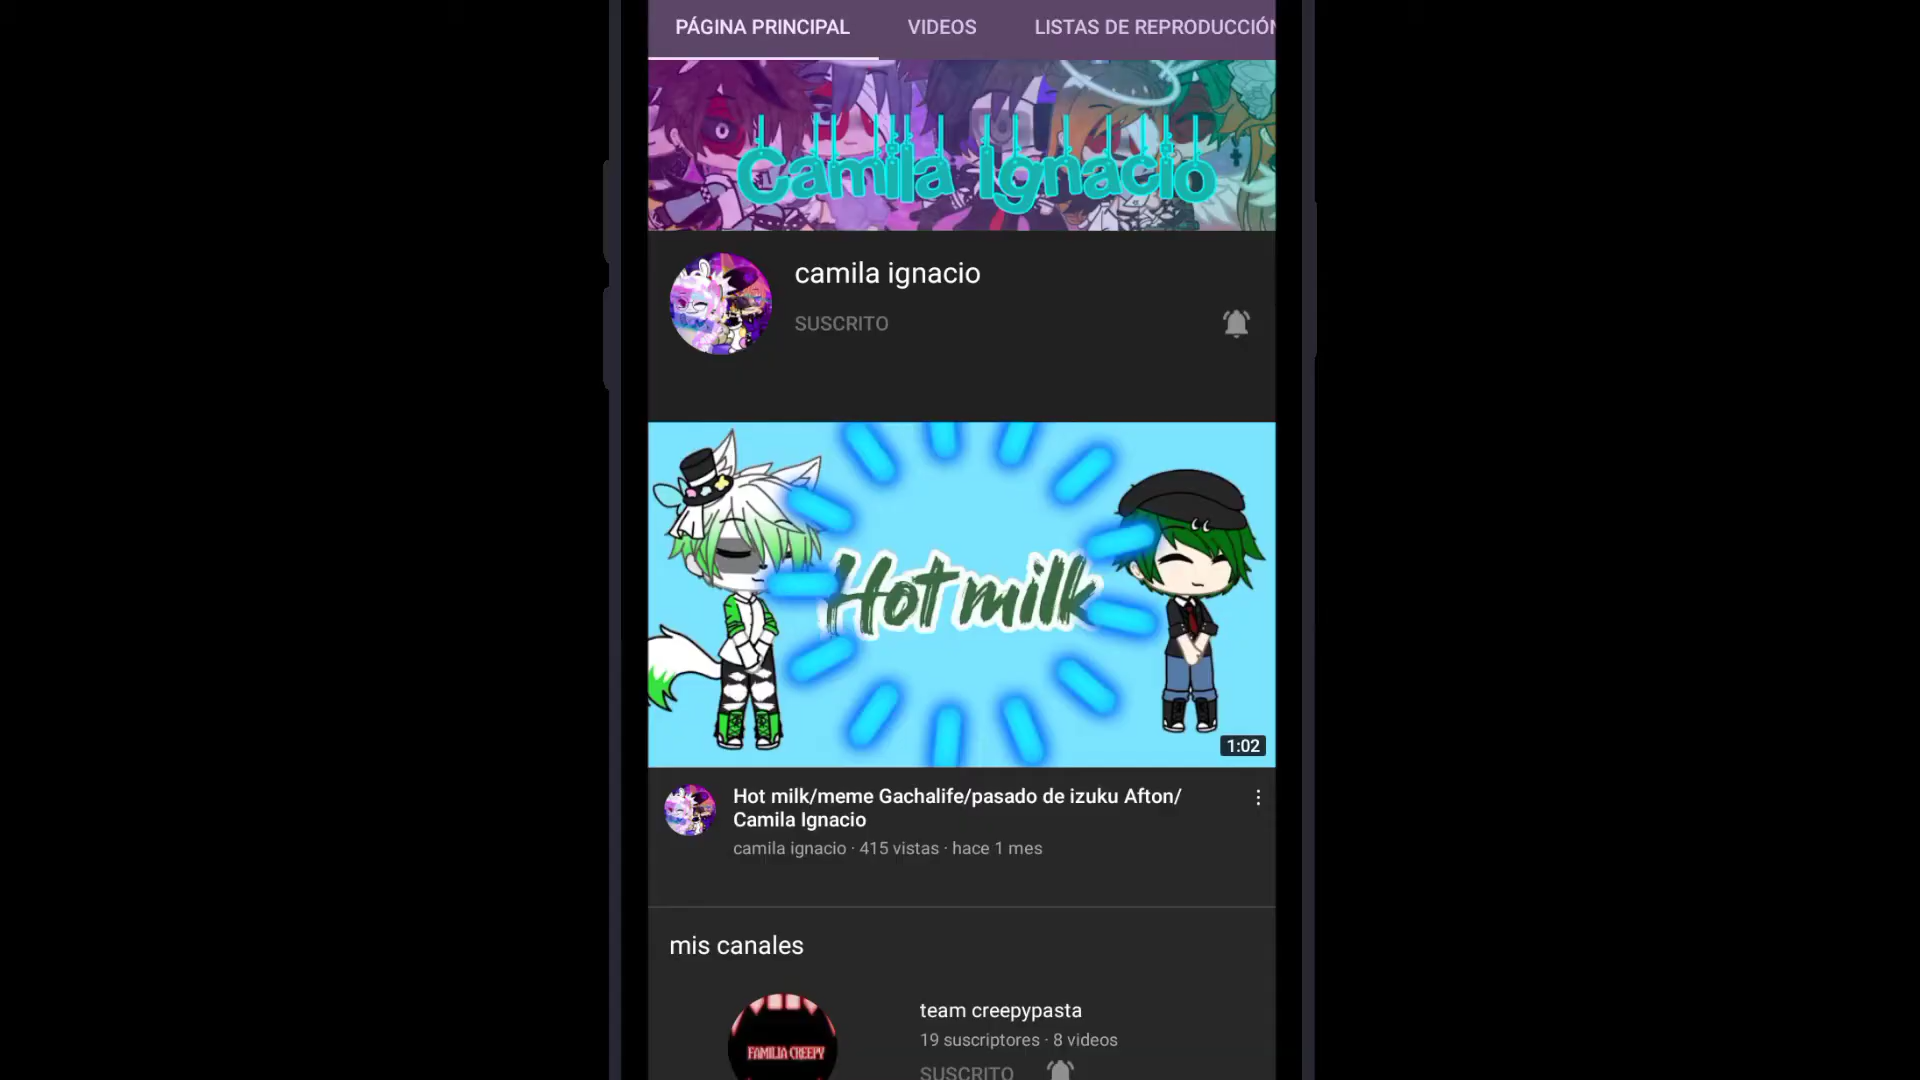 PÁGINA PRINCIPAL VIDEOS LISTAS DE REPRODUCCIÓN
Camila Ignacio
camila ignacio
SUSCRITO
Hot milk
1:02
Hot milk/meme Gachalife/pasado de izuku Afton/
Camila Ignacio
camila ignacio · 415 vistas · hace 1 mes
mis canales
team creepypasta
19 suscriptores · 8 videos
FAMILIA CREEPY
SUSCRITO